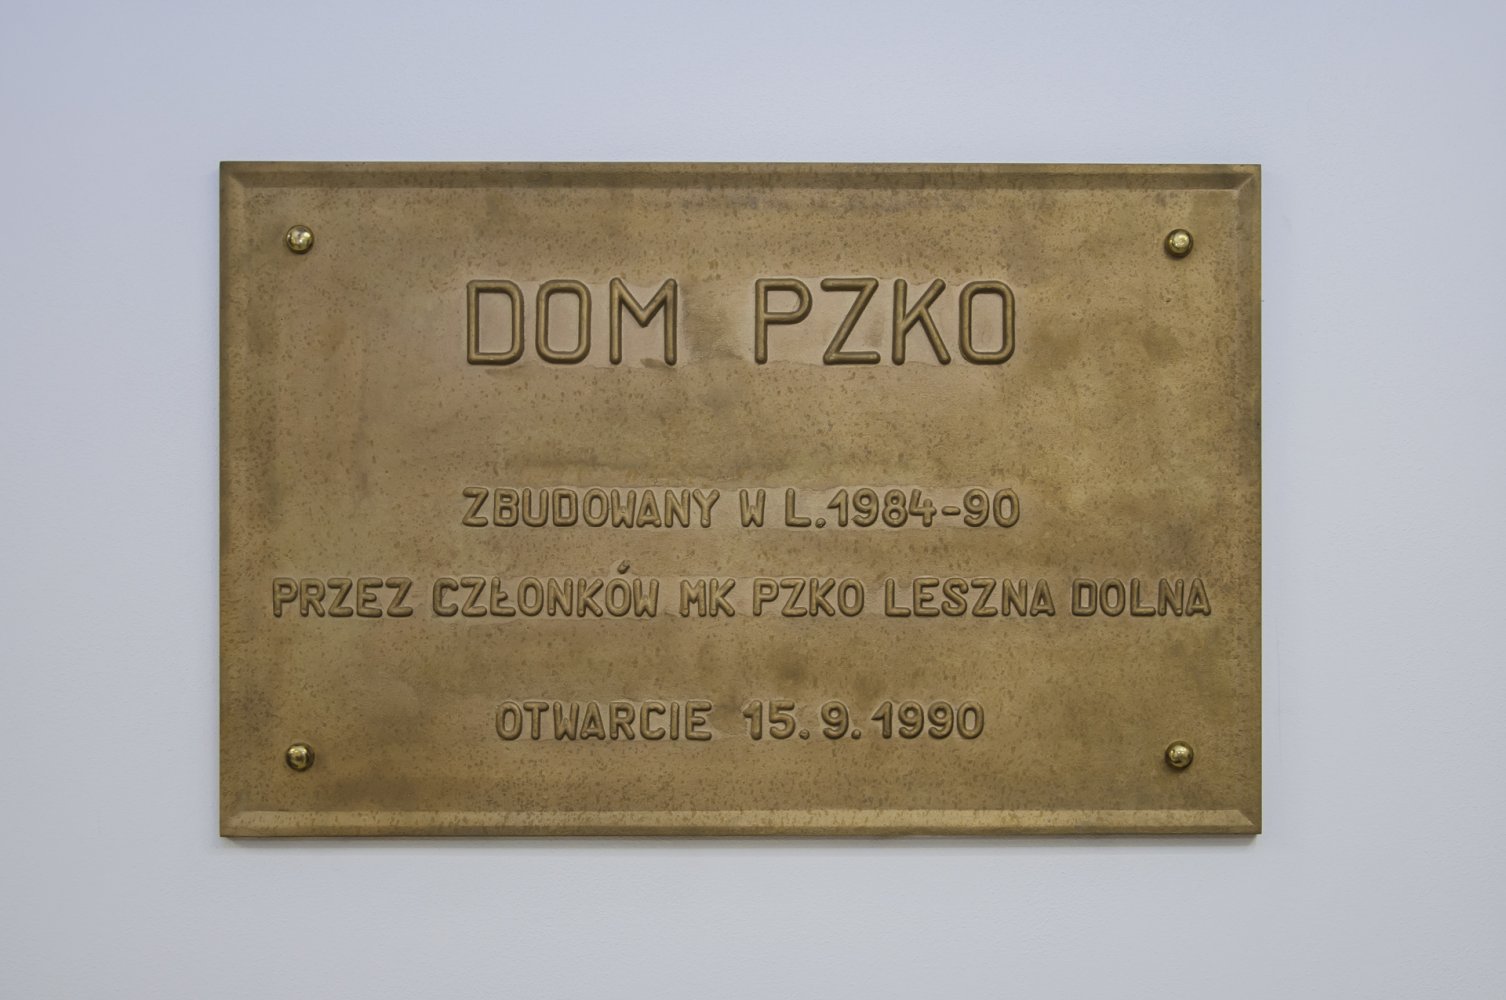 DOM PZKO
ZBUDOWANY W L.1984-90
PRZEZ CZŁONKÓW MK PZKO LESZNA DOLNA
OTWARCIE 15.9.1990